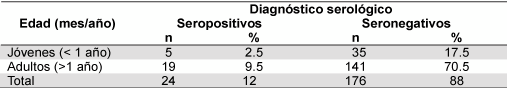 Diagnóstico serológico
Edad (mes/año) Seropositivos Seronegativos
n % n %
Jóvenes (< 1 año) 5 2.5 35 17.5
Adultos (>1 año) 19 9.5 141 70.5
Total 24 12 176 88